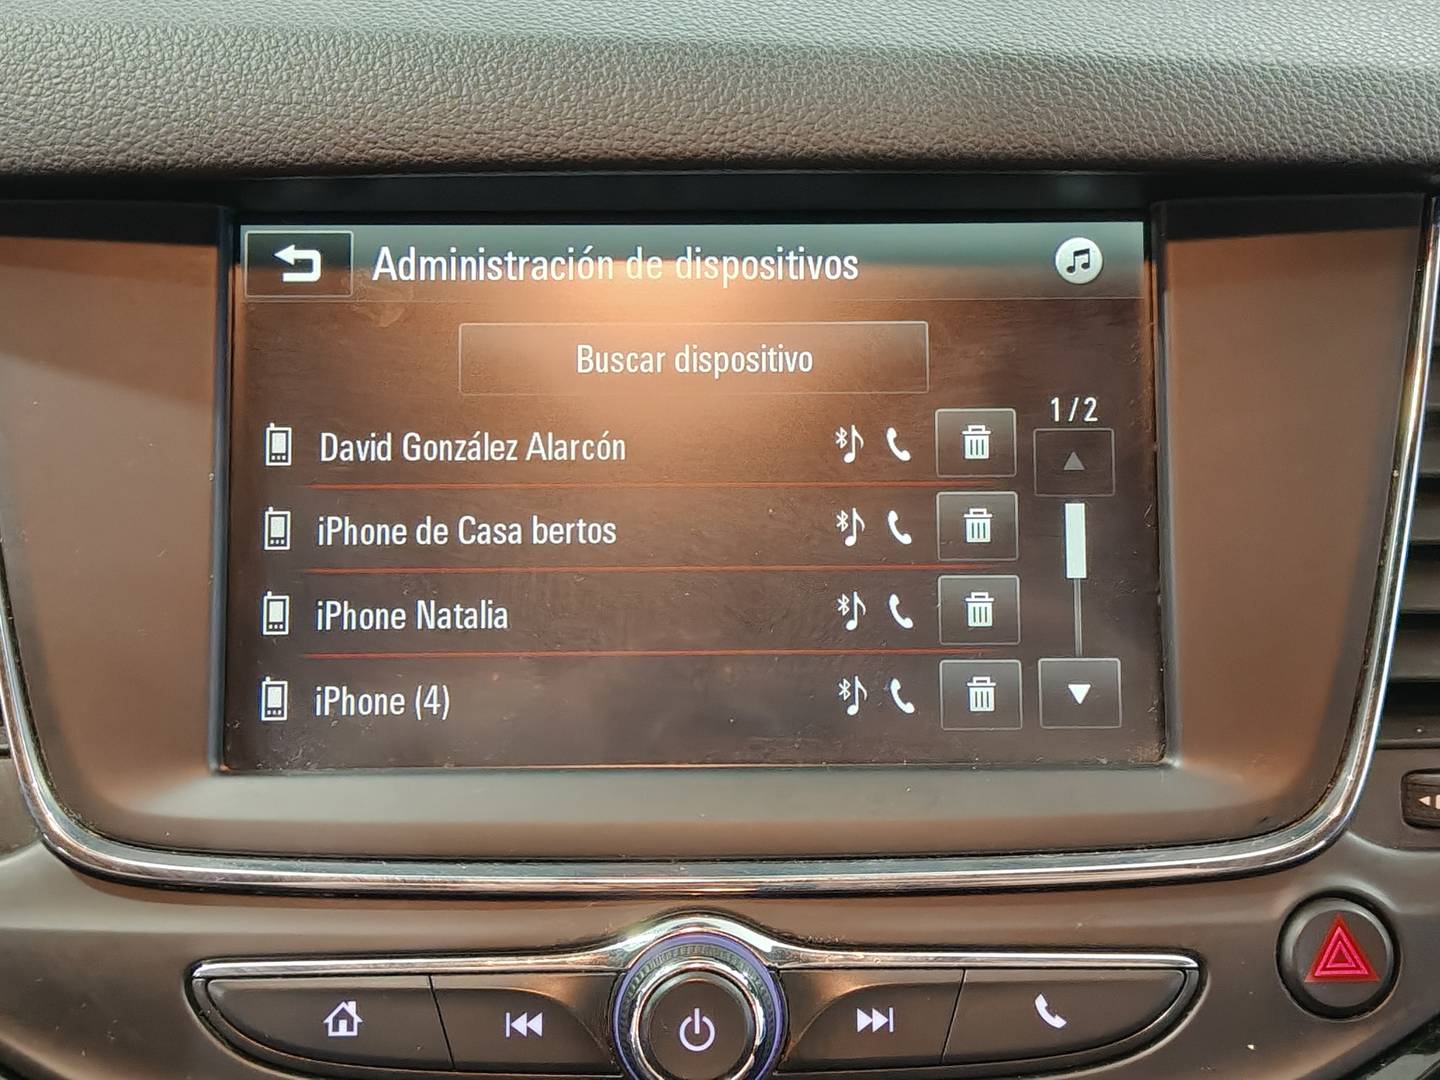 Administración de dispositivos
Buscar dispositivo
1/2
David González Alarcón
iPhone de Casa bertos
iPhone Natalia
iPhone (4)